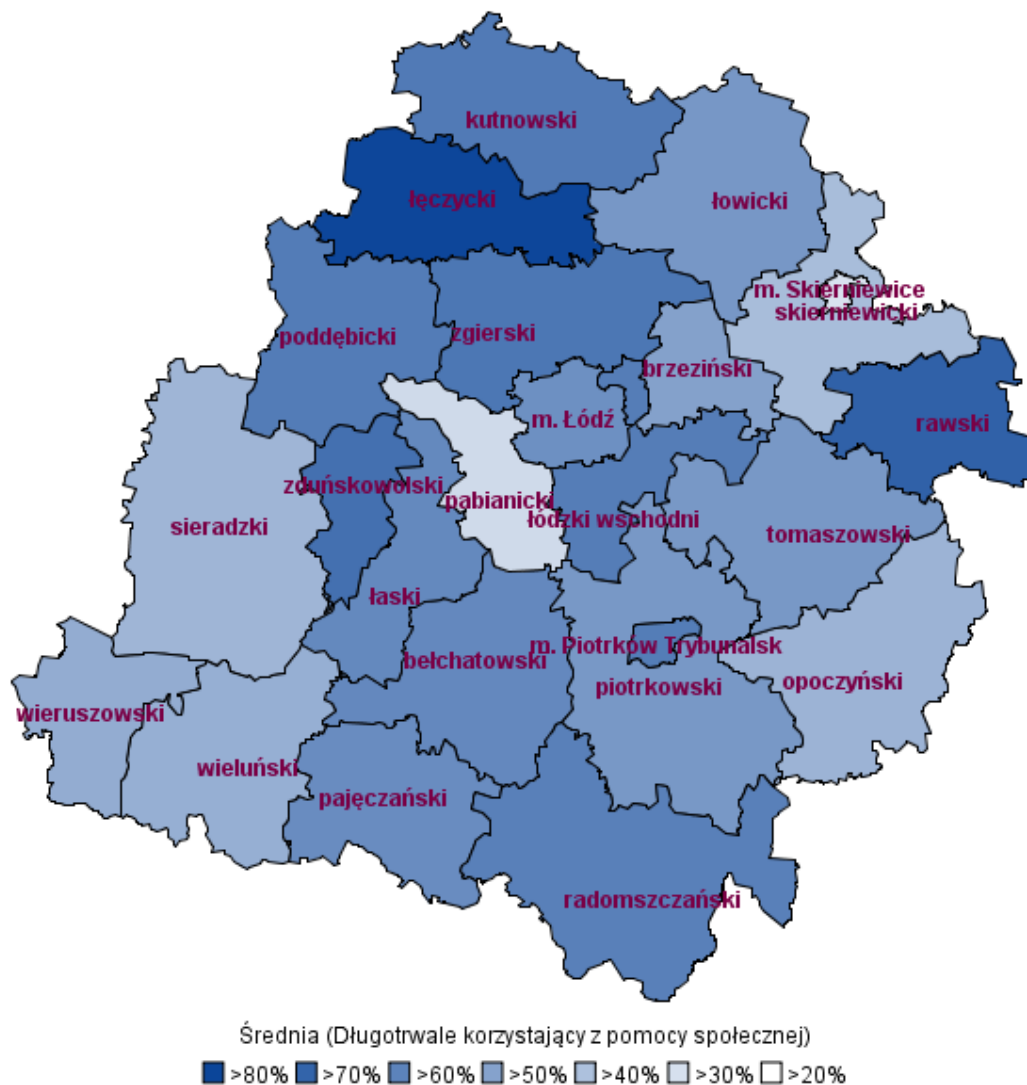 kutnowski
łęczycki
łowicki
m. Skierniewice
skierniewicki
poddębicki
zgierski
brzeziński
rawski
m. Łódź
zduńskowolski
pabianicki
sieradzki
łódzki wschodni
tomaszowski
łaski
bełchatowski
m. Piotrków Trybunalsk
piotrkowski
opoczyński
wieruszowski
wieluński
pajęczański
radomszczański
Średnia (Długotrwale korzystający z pomocy społecznej)
>80% >70% >60% >50% >40% >30% >20%